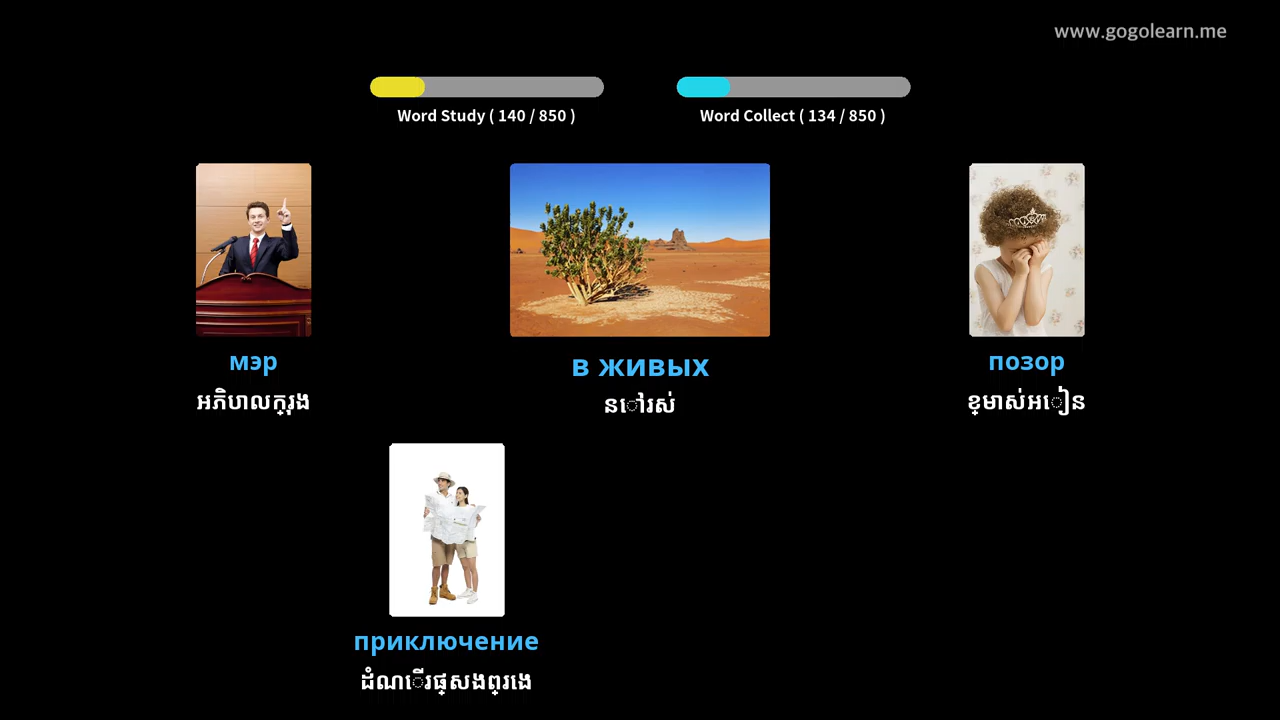 www.gogolearn.me
Word Study ( 140 / 850 )
Word Collect ( 134 / 850 )
мэр
អភិបាលក្រុង
в живых
នៅរស់
позор
ខ្មាស់អៀន
приключение
ដំណើរផ្សងព្រេង